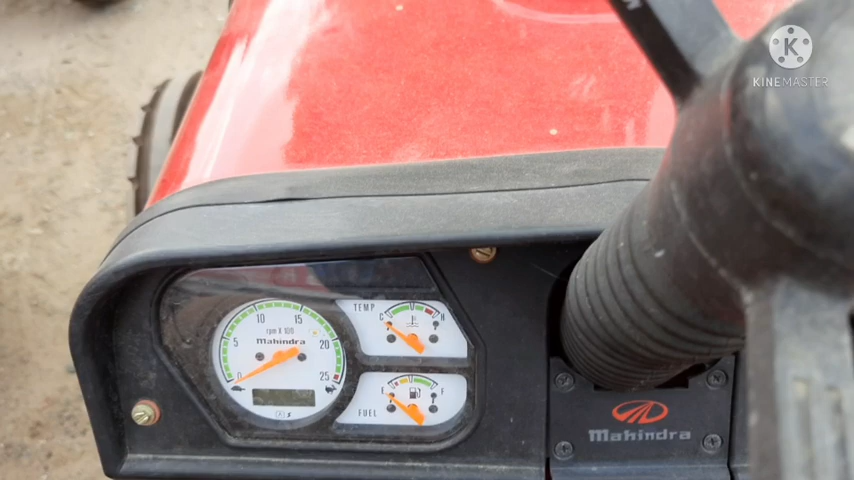 M
KINEMASTER
TEMP
C H
10 15
rpm X 100
Mahindra
5 20
0 25
E F
FUEL
Mahindra